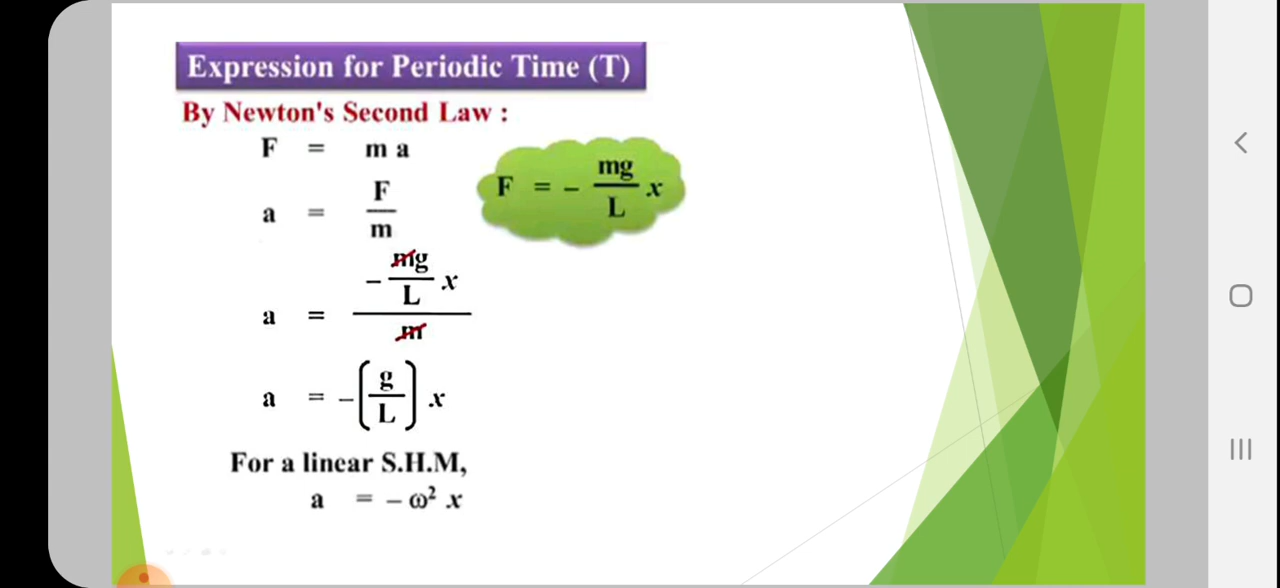 Expression for Periodic Time (T)
By Newton's Second Law :
F = m a
a = F/m
F = − mg/L x
a = − mg/L x / m
a = −(g/L) x
For a linear S.H.M,
a = − ω² x